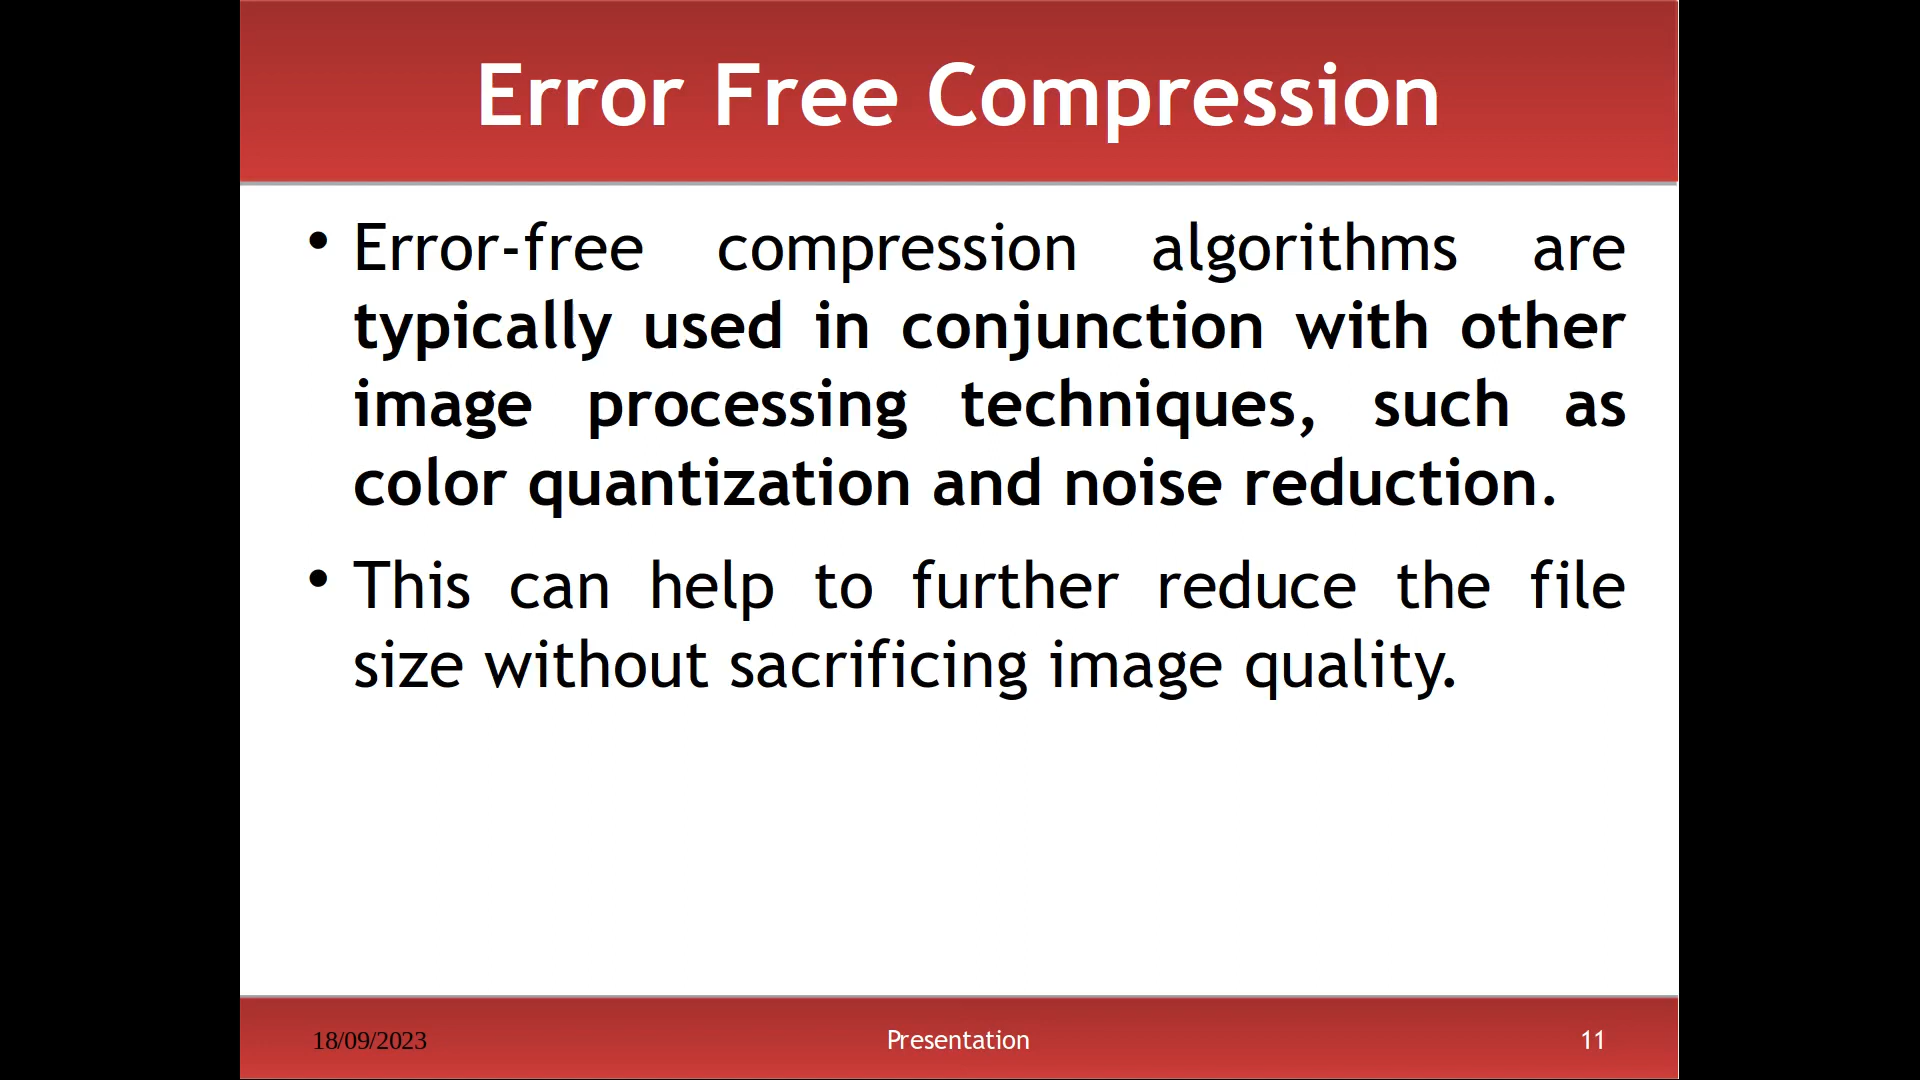 Error Free Compression
• Error-free compression algorithms are
typically used in conjunction with other
image processing techniques, such as
color quantization and noise reduction.
• This can help to further reduce the file
size without sacrificing image quality.
18/09/2023 Presentation 11